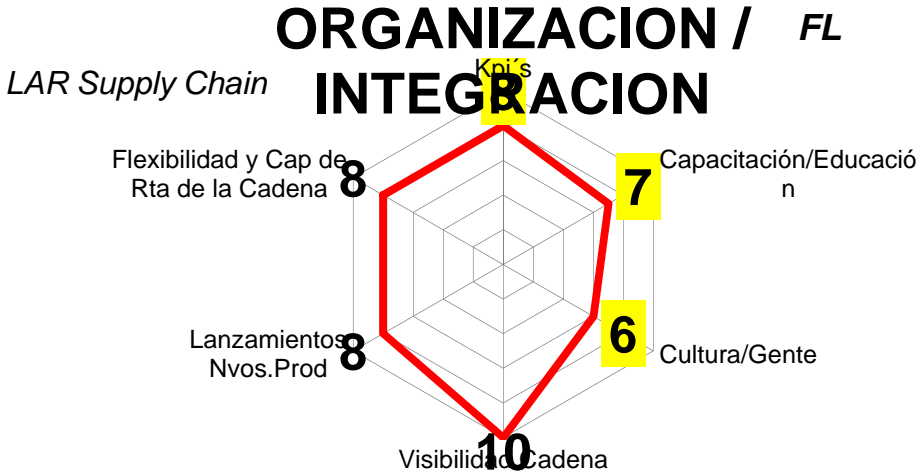 ORGANIZACION /
INTEGRACION
FL
LAR Supply Chain
Kpi´s
8
Capacitación/Educació
n
7
Flexibilidad y Cap de
Rta de la Cadena
8
6
Cultura/Gente
Lanzamientos
Nvos.Prod
8
10
Visibilidad Cadena